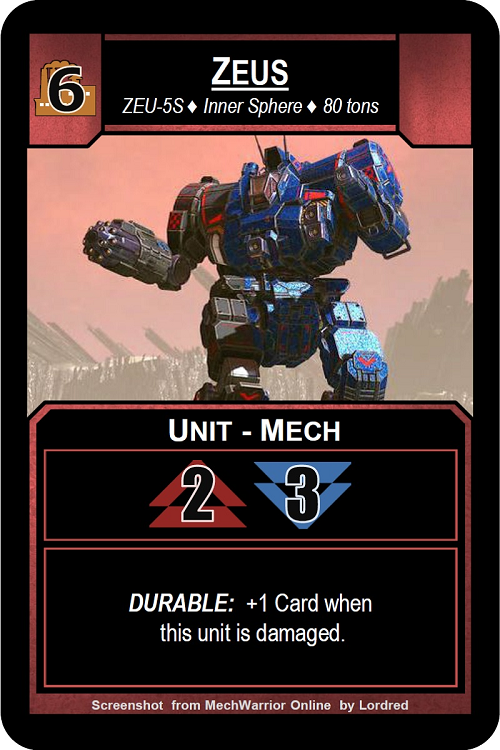 6
ZEUS
ZEU-5S ♦ Inner Sphere ♦ 80 tons
UNIT - MECH
2 3
DURABLE: +1 Card when
this unit is damaged.
Screenshot from MechWarrior Online by Lordred